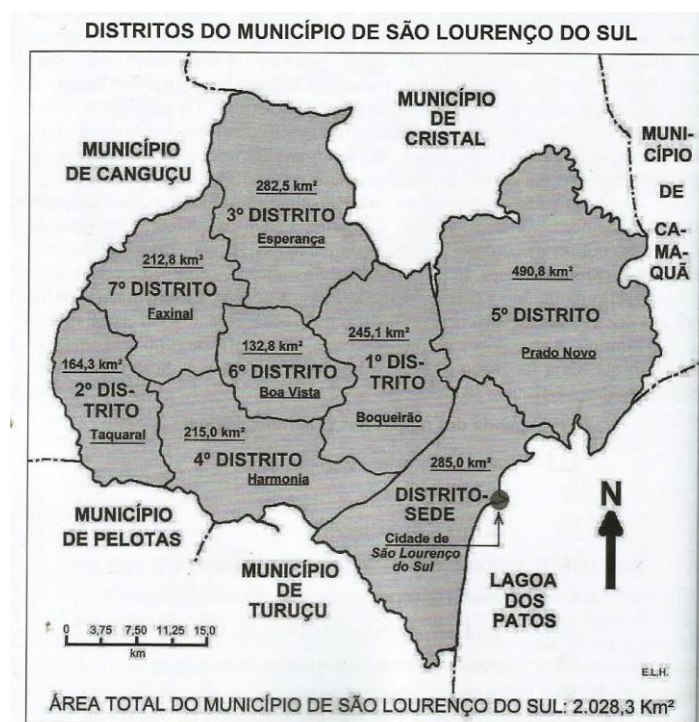 DISTRITOS DO MUNICÍPIO DE SÃO LOURENÇO DO SUL
MUNICÍPIO
DE
CRISTAL
MUNI-
CÍPIO
DE
CA-
MA-
QUÃ
MUNICÍPIO
DE CANGUÇU
282,5 km²
3º DISTRITO
Esperança
212,8 km²
7º DISTRITO
Faxinal
490,8 km²
5º DISTRITO
Prado Novo
245,1 km²
1º DIS-
TRITO
Boqueirão
132,8 km²
6º DISTRITO
Boa Vista
164,3 km²
2º DIS-
TRITO
Taquaral
215,0 km²
4º DISTRITO
Harmonia
285,0 km²
DISTRITO-
SEDE
Cidade de
São Lourenço
do Sul
N
MUNICÍPIO
DE PELOTAS
MUNICÍPIO
DE
TURUÇU
LAGOA
DOS
PATOS
0 3,75 7,50 11,25 15,0
km
E.L.H.
ÁREA TOTAL DO MUNICÍPIO DE SÃO LOURENÇO DO SUL: 2.028,3 Km²